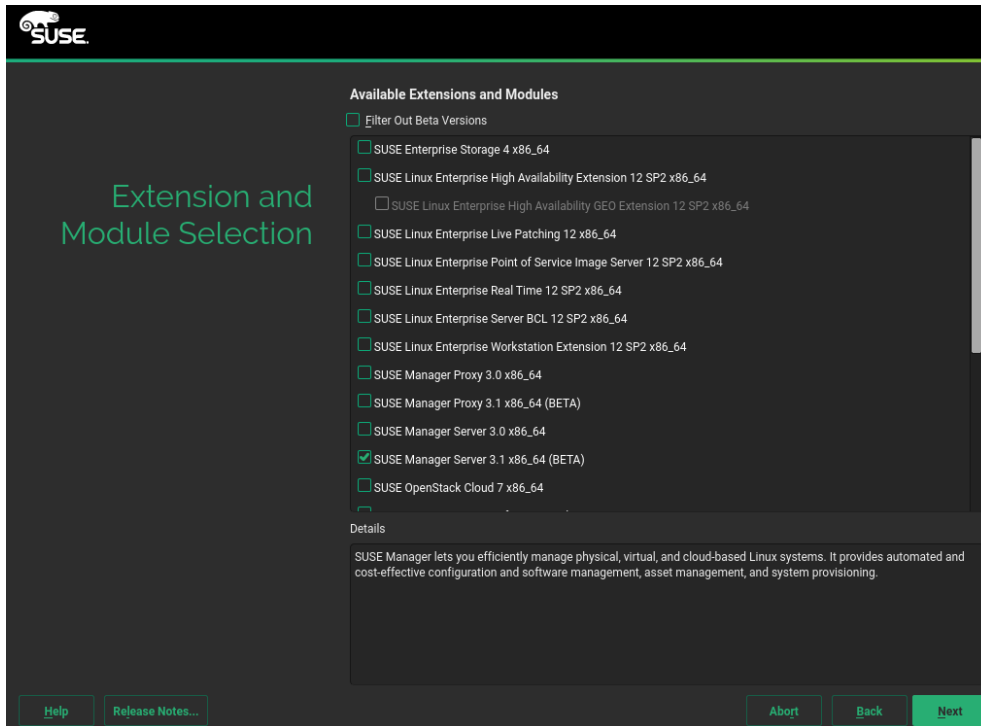 SUSE.
Available Extensions and Modules
Filter Out Beta Versions
Extension and
Module Selection
SUSE Enterprise Storage 4 x86_64
SUSE Linux Enterprise High Availability Extension 12 SP2 x86_64
SUSE Linux Enterprise High Availability GEO Extension 12 SP2 x86_64
SUSE Linux Enterprise Live Patching 12 x86_64
SUSE Linux Enterprise Point of Service Image Server 12 SP2 x86_64
SUSE Linux Enterprise Real Time 12 SP2 x86_64
SUSE Linux Enterprise Server BCL 12 SP2 x86_64
SUSE Linux Enterprise Workstation Extension 12 SP2 x86_64
SUSE Manager Proxy 3.0 x86_64
SUSE Manager Proxy 3.1 x86_64 (BETA)
SUSE Manager Server 3.0 x86_64
SUSE Manager Server 3.1 x86_64 (BETA)
SUSE OpenStack Cloud 7 x86_64
Details
SUSE Manager lets you efficiently manage physical, virtual, and cloud-based Linux systems. It provides automated and
cost-effective configuration and software management, asset management, and system provisioning.
Help
Release Notes...
Abort
Back
Next